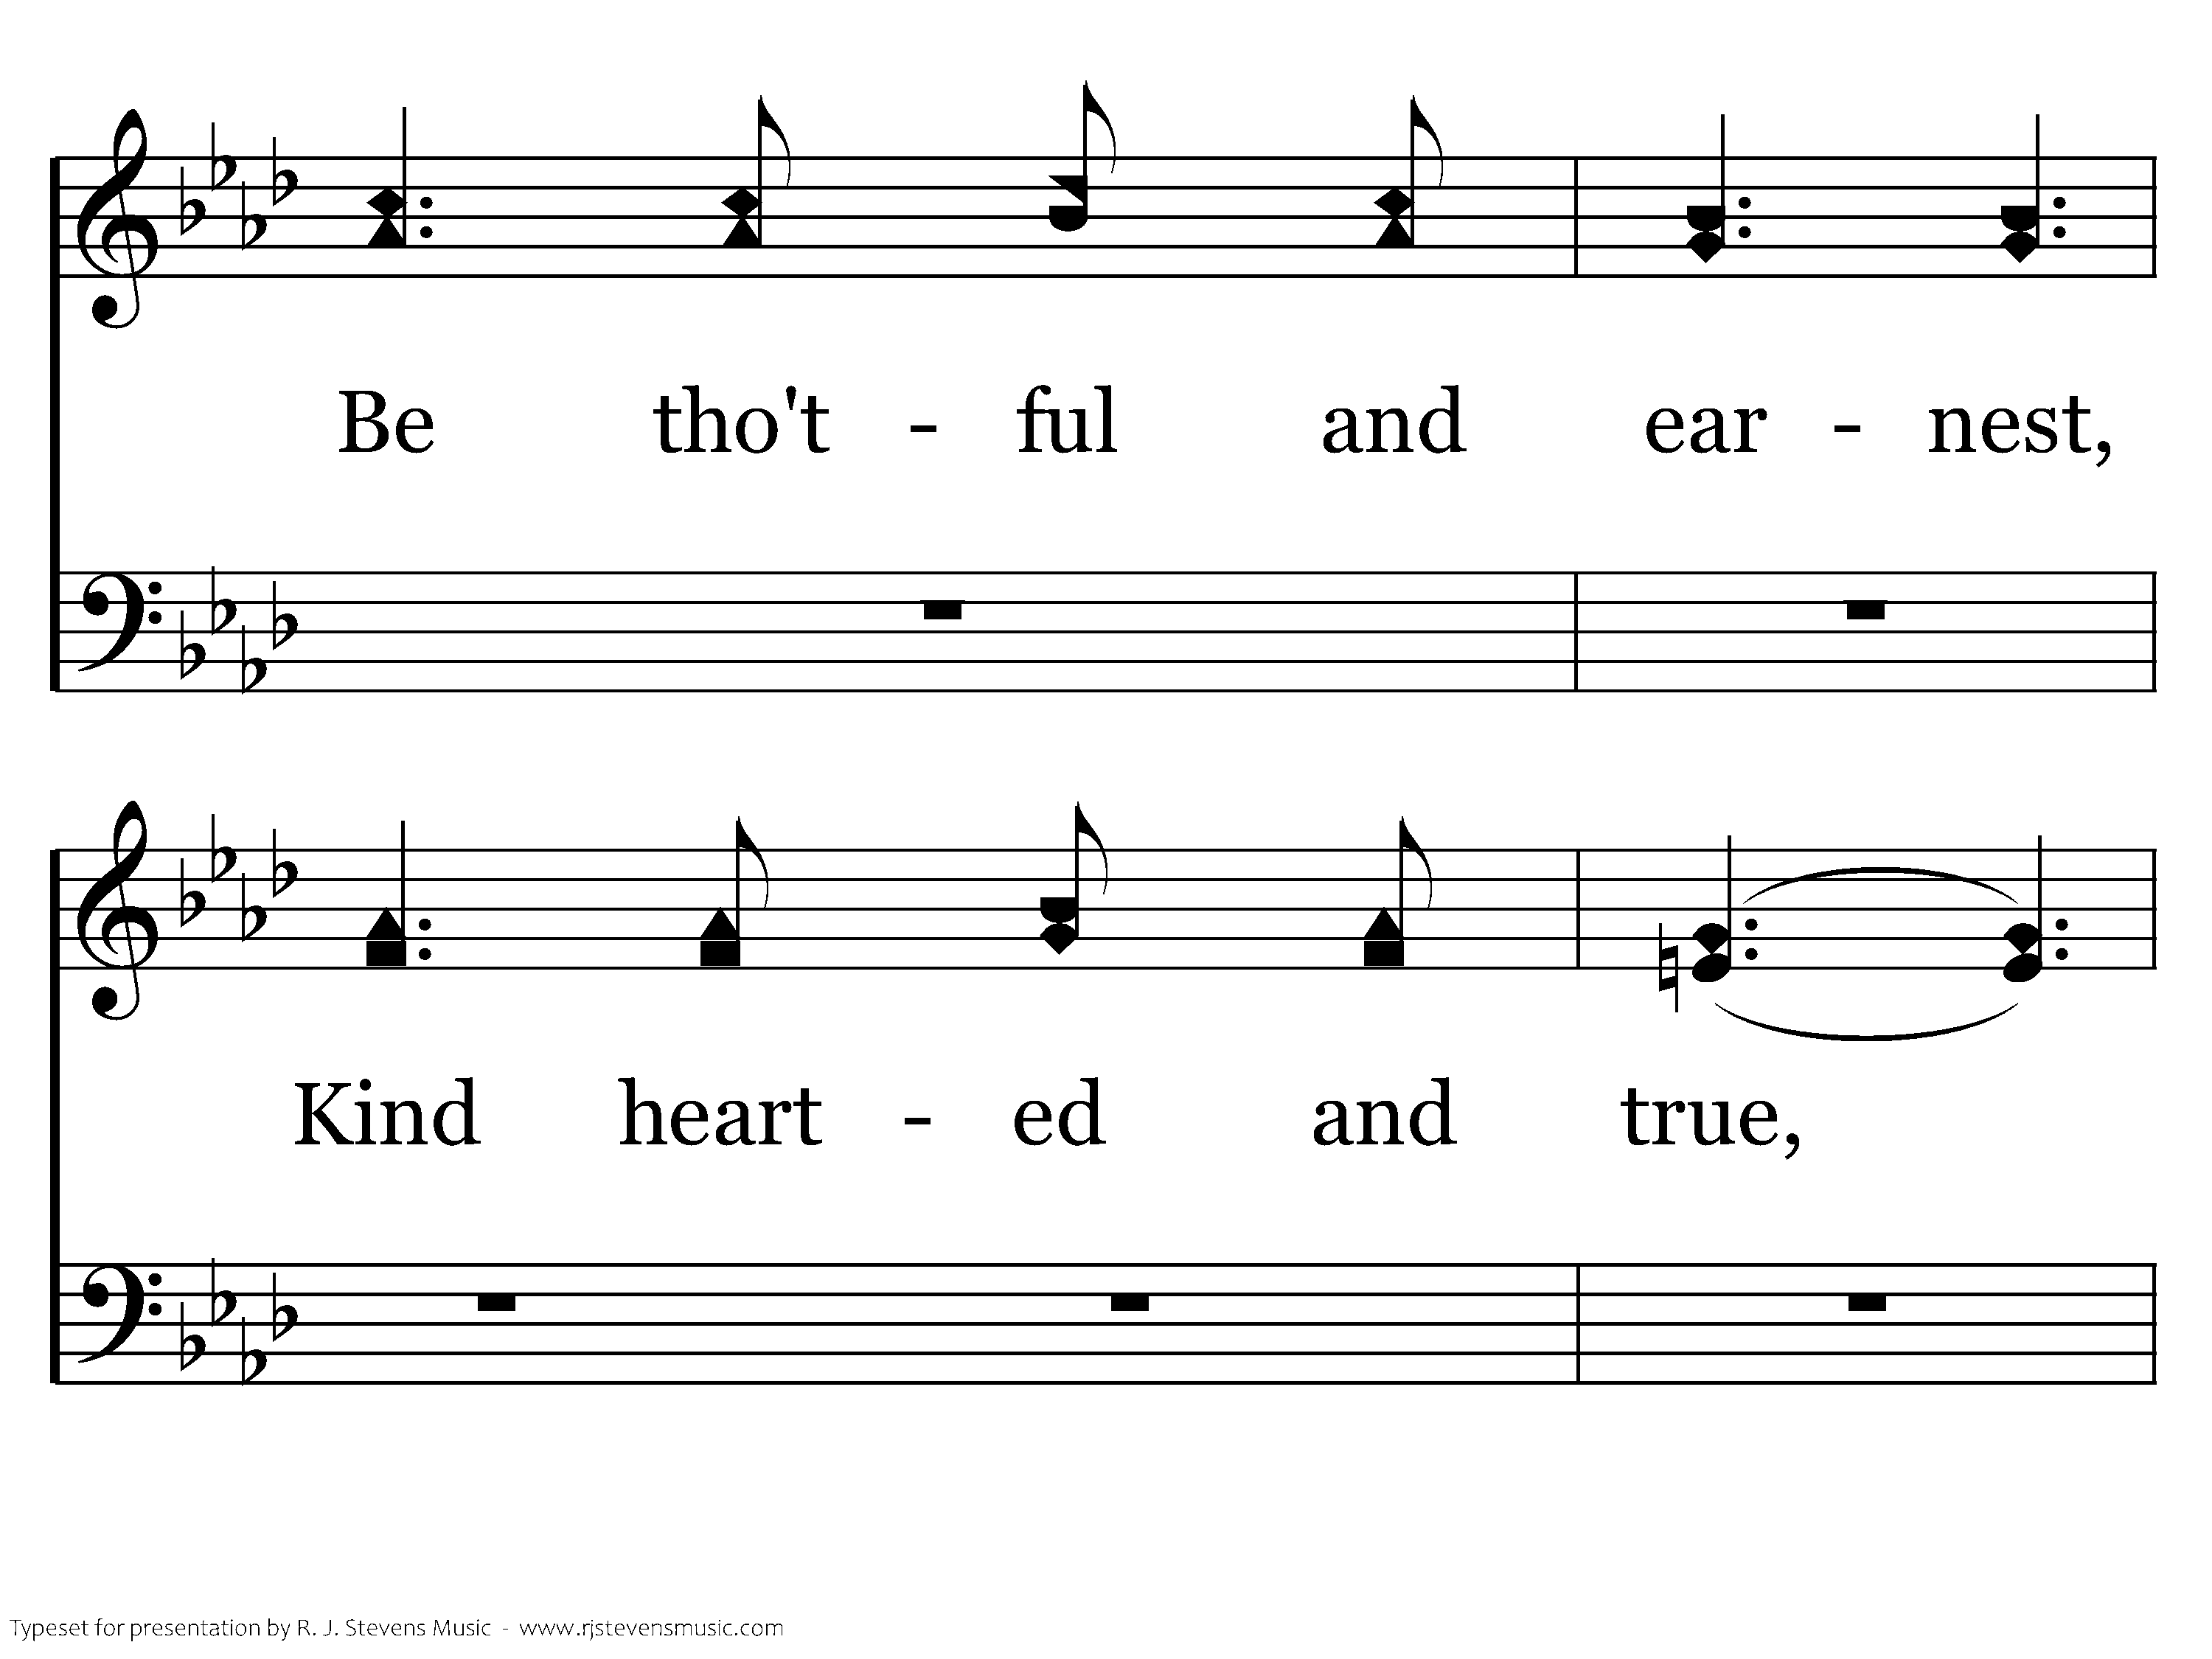 Be tho't - ful and ear - nest,
Kind heart - ed and true,
Typeset for presentation by R. J. Stevens Music - www.rjstevensmusic.com